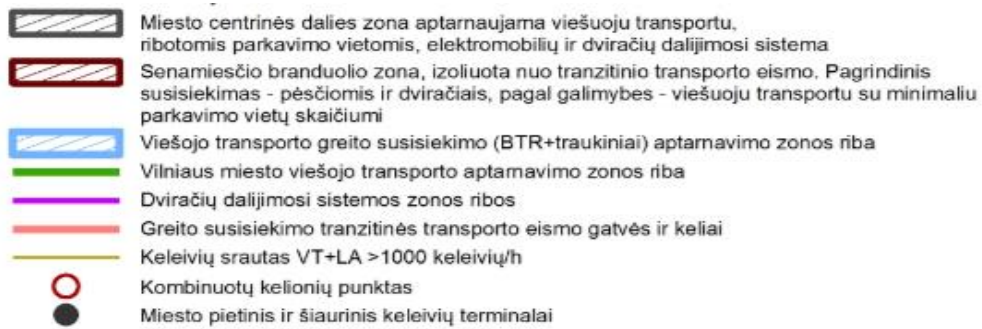 Miesto centrinės dalies zona aptarnaujama viešuoju transportu,
ribotomis parkavimo vietomis, elektromobilių ir dviračių dalijimosi sistema
Senamiesčio branduolio zona, izoliuota nuo tranzitinio transporto eismo. Pagrindinis
susisiekimas - pėsčiomis ir dviračiais, pagal galimybes - viešuoju transportu su minimaliu
parkavimo vietų skaičiumi
Viešojo transporto greito susisiekimo (BTR+traukiniai) aptarnavimo zonos riba
Vilniaus miesto viešojo transporto aptarnavimo zonos riba
Dviračių dalijimosi sistemos zonos ribos
Greito susisiekimo tranzitinės transporto eismo gatvės ir keliai
Keleivių srautas VT+LA >1000 keleivių/h
Kombinuotų kelionių punktas
Miesto pietinis ir šiaurinis keleivių terminalai